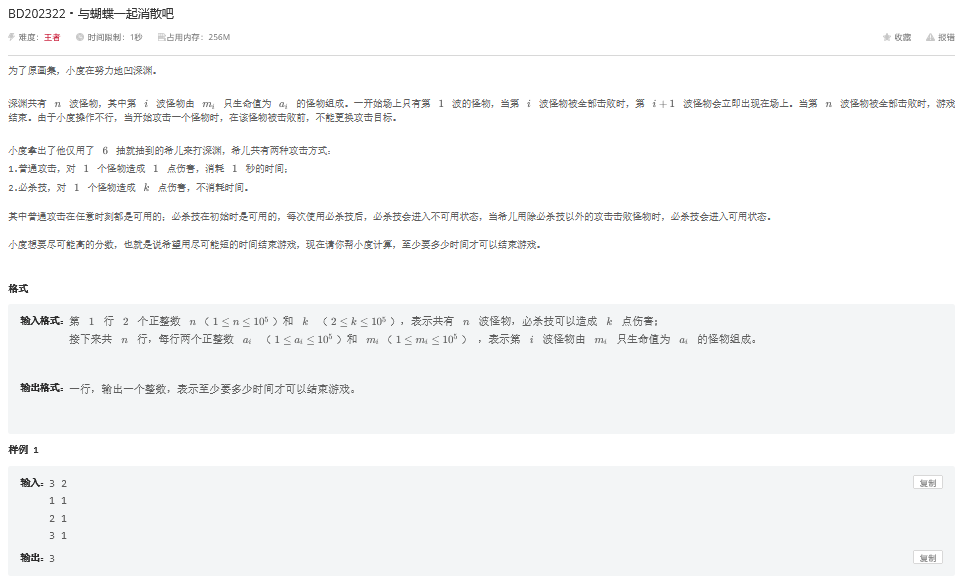 BD202322・与蝴蝶一起消散吧
难度：王者 时间限制：1秒 占用内存：256M 收藏 报错
为了原画集，小度在努力地凹深渊。
深渊共有 n 波怪物，其中第 i 波怪物由 m_i 只生命值为 a_i 的怪物组成。一开始场上只有第 1 波的怪物，当第 i 波怪物被全部击败时，第 i+1 波怪物会立即出现在场上。当第 n 波怪物被全部击败时，游戏
结束。由于小度操作不行，当开始攻击一个怪物时，在该怪物被击败前，不能更换攻击目标。
小度拿出了他仅用了 6 抽就抽到的希儿来打深渊，希儿共有两种攻击方式：
1.普通攻击，对 1 个怪物造成 1 点伤害，消耗 1 秒的时间；
2.必杀技，对 1 个怪物造成 k 点伤害，不消耗时间。
其中普通攻击在任意时刻都是可用的；必杀技在初始时是可用的，每次使用必杀技后，必杀技会进入不可用状态，当希儿用除必杀技以外的攻击击败怪物时，必杀技会进入可用状态。
小度想要尽可能高的分数，也就是说希望用尽可能短的时间结束游戏，现在请你帮小度计算，至少要多少时间才可以结束游戏。
格式
输入格式：第 1 行 2 个正整数 n（1≤n≤10^5）和 k （2≤k≤10^5），表示共有 n 波怪物，必杀技可以造成 k 点伤害；
接下来共 n 行，每行两个正整数 a_i （1≤a_i≤10^5）和 m_i（1≤m_i≤10^5），表示第 i 波怪物由 m_i 只生命值为 a_i 的怪物组成。
输出格式：一行，输出一个整数，表示至少要多少时间才可以结束游戏。
样例 1
输入：3 2 复制
1 1
2 1
3 1
输出：3 复制